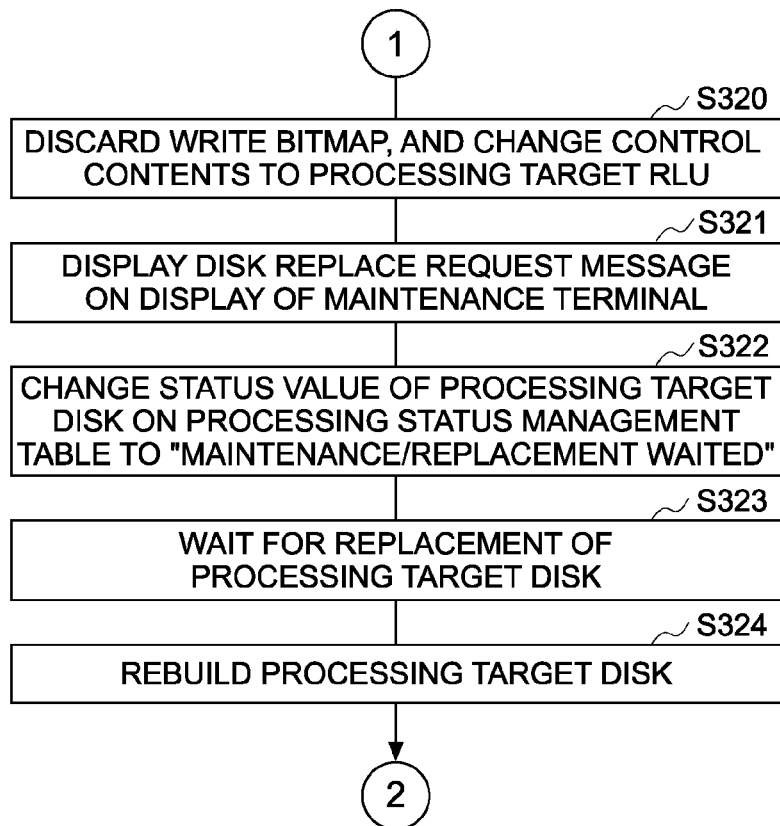 1
S320
DISCARD WRITE BITMAP, AND CHANGE CONTROL
CONTENTS TO PROCESSING TARGET RLU
S321
DISPLAY DISK REPLACE REQUEST MESSAGE
ON DISPLAY OF MAINTENANCE TERMINAL
S322
CHANGE STATUS VALUE OF PROCESSING TARGET
DISK ON PROCESSING STATUS MANAGEMENT
TABLE TO "MAINTENANCE/REPLACEMENT WAITED"
S323
WAIT FOR REPLACEMENT OF
PROCESSING TARGET DISK
S324
REBUILD PROCESSING TARGET DISK
2